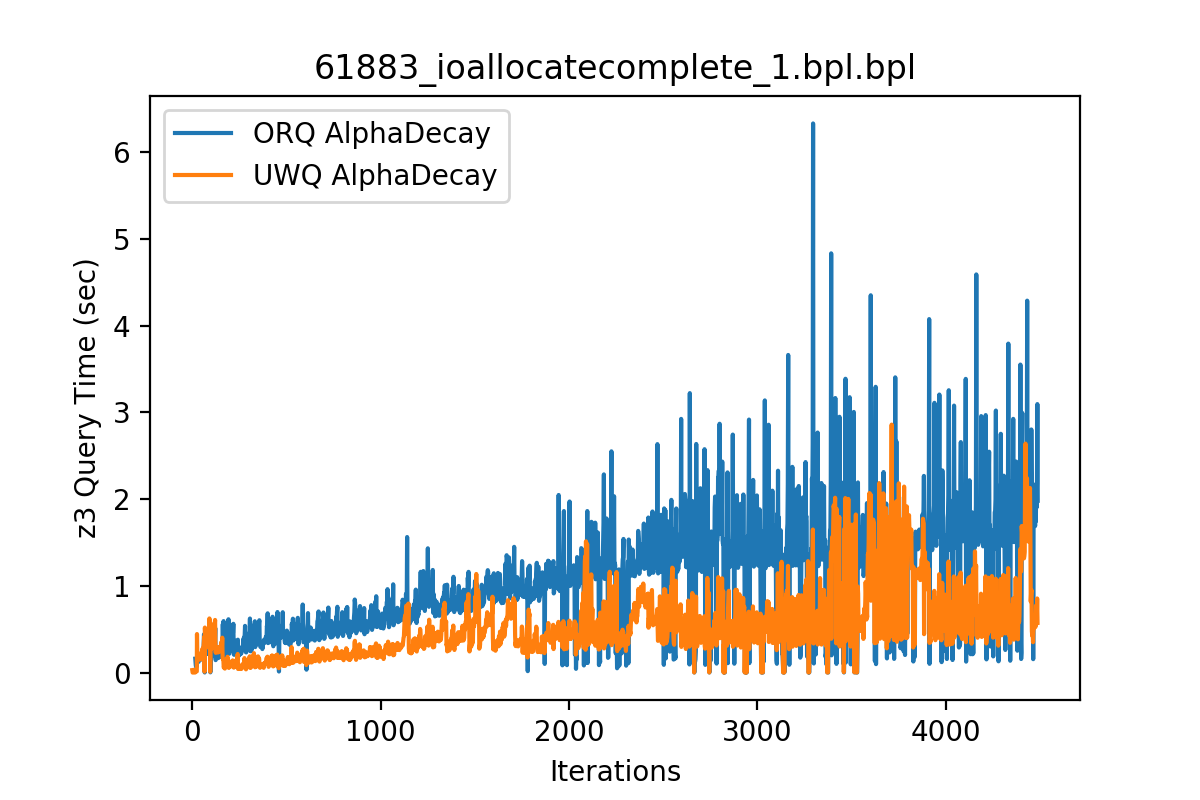 61883_ioallocatecomplete_1.bpl.bpl
ORQ AlphaDecay
UWQ AlphaDecay
z3 Query Time (sec)
6
5
4
3
2
1
0
0 1000 2000 3000 4000
Iterations